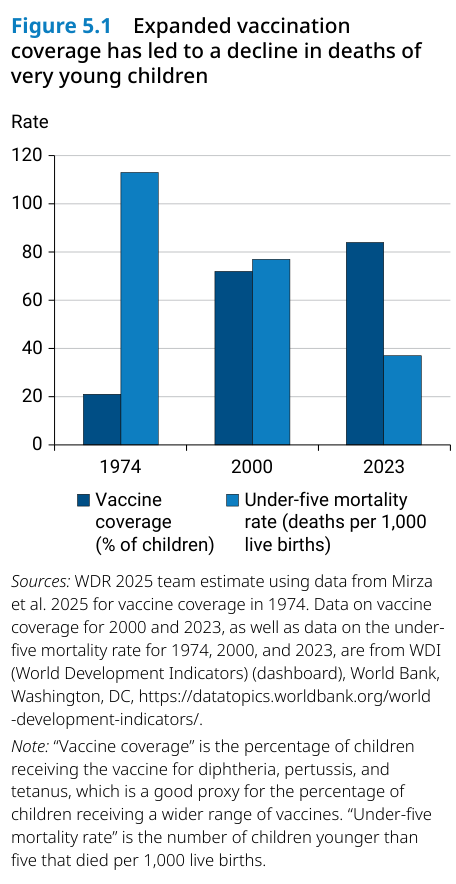 Figure 5.1 Expanded vaccination
coverage has led to a decline in deaths of
very young children
Rate
120
100
80
60
40
20
0
1974 2000 2023
Vaccine
coverage
(% of children)
Under-five mortality
rate (deaths per 1,000
live births)
Sources: WDR 2025 team estimate using data from Mirza
et al. 2025 for vaccine coverage in 1974. Data on vaccine
coverage for 2000 and 2023, as well as data on the under-
five mortality rate for 1974, 2000, and 2023, are from WDI
(World Development Indicators) (dashboard), World Bank,
Washington, DC, https://datatopics.worldbank.org/world
-development-indicators/.
Note: “Vaccine coverage” is the percentage of children
receiving the vaccine for diphtheria, pertussis, and
tetanus, which is a good proxy for the percentage of
children receiving a wider range of vaccines. “Under-five
mortality rate” is the number of children younger than
five that died per 1,000 live births.